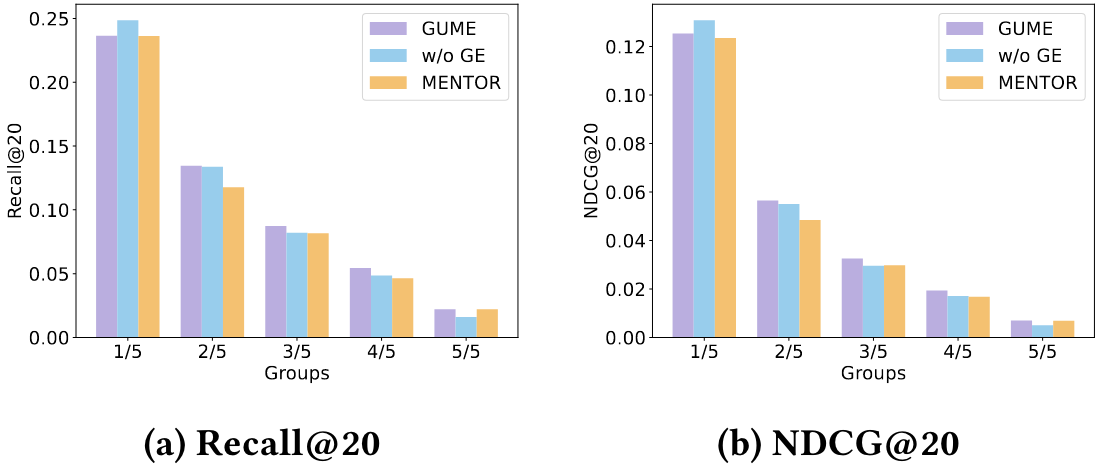 0.25
0.20
0.15
0.10
0.05
0.00
Recall@20
GUME
w/o GE
MENTOR
1/5 2/5 3/5 4/5 5/5
Groups
(a) Recall@20
0.12
0.10
0.08
0.06
0.04
0.02
0.00
NDCG@20
GUME
w/o GE
MENTOR
1/5 2/5 3/5 4/5 5/5
Groups
(b) NDCG@20